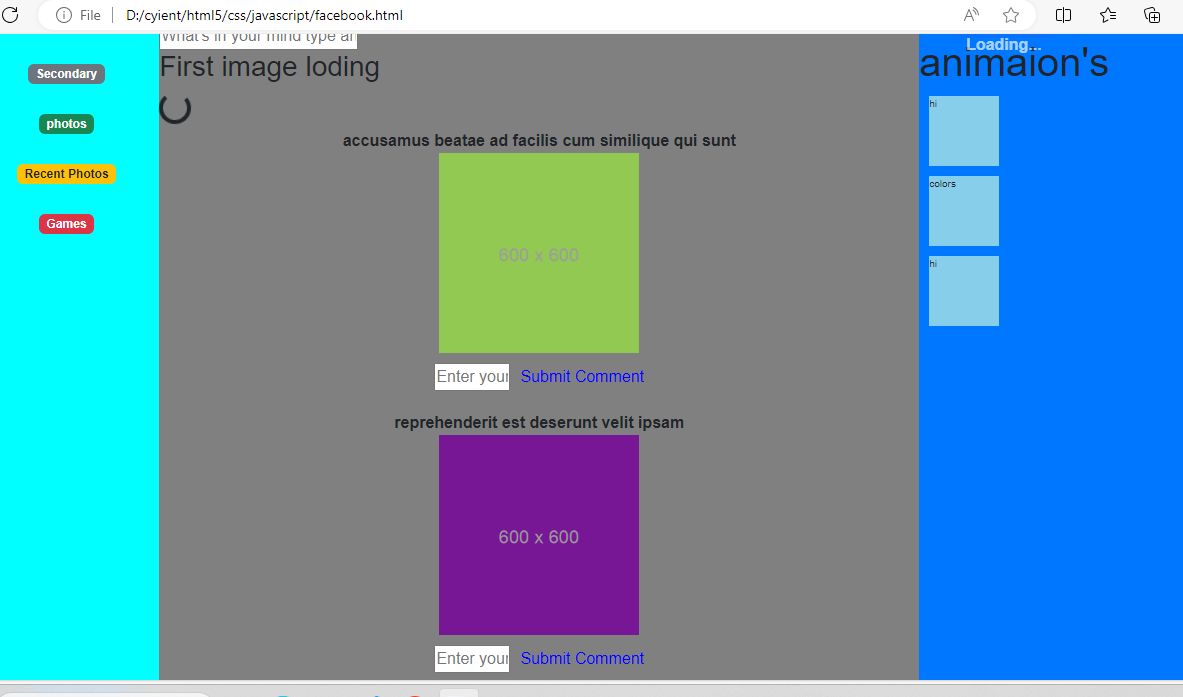 File D:/cyient/html5/css/javascript/facebook.html
Secondary
photos
Recent Photos
Games
What's in your mind type
First image loding
accusamus beatae ad facilis cum similique qui sunt
600 x 600
Enter your Submit Comment
reprehenderit est deserunt velit ipsam
600 x 600
Enter your Submit Comment
Loading...
animaion's
hi
colors
hi